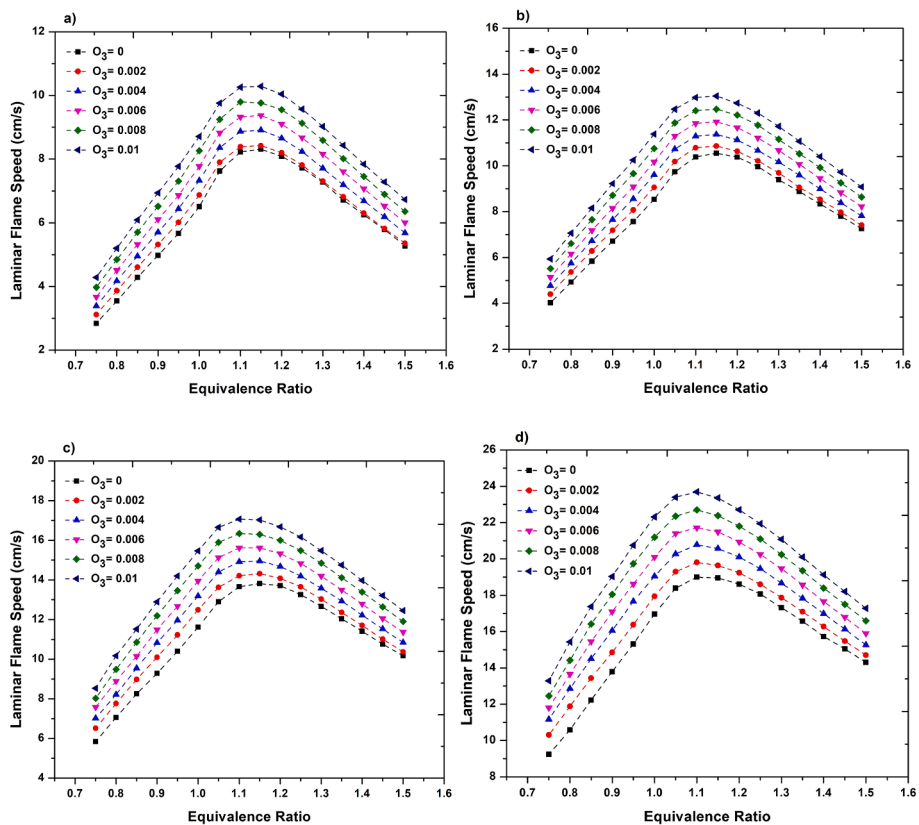 a)
12
10
8
6
4
2
Laminar Flame Speed (cm/s)
O3= 0
O3= 0.002
O3= 0.004
O3= 0.006
O3= 0.008
O3= 0.01
0.7 0.8 0.9 1.0 1.1 1.2 1.3 1.4 1.5 1.6
Equivalence Ratio
b)
16
14
12
10
8
6
4
2
Laminar Flame Speed (cm/s)
O3= 0
O3= 0.002
O3= 0.004
O3= 0.006
O3= 0.008
O3= 0.01
0.7 0.8 0.9 1.0 1.1 1.2 1.3 1.4 1.5 1.6
Equivalence Ratio
c)
20
18
16
14
12
10
8
6
4
Laminar Flame Speed (cm/s)
O3= 0
O3= 0.002
O3= 0.004
O3= 0.006
O3= 0.008
O3= 0.01
0.7 0.8 0.9 1.0 1.1 1.2 1.3 1.4 1.5 1.6
Equivalence Ratio
d)
26
24
22
20
18
16
14
12
10
8
Laminar Flame Speed (cm/s)
O3= 0
O3= 0.002
O3= 0.004
O3= 0.006
O3= 0.008
O3= 0.01
0.7 0.8 0.9 1.0 1.1 1.2 1.3 1.4 1.5 1.6
Equivalence Ratio